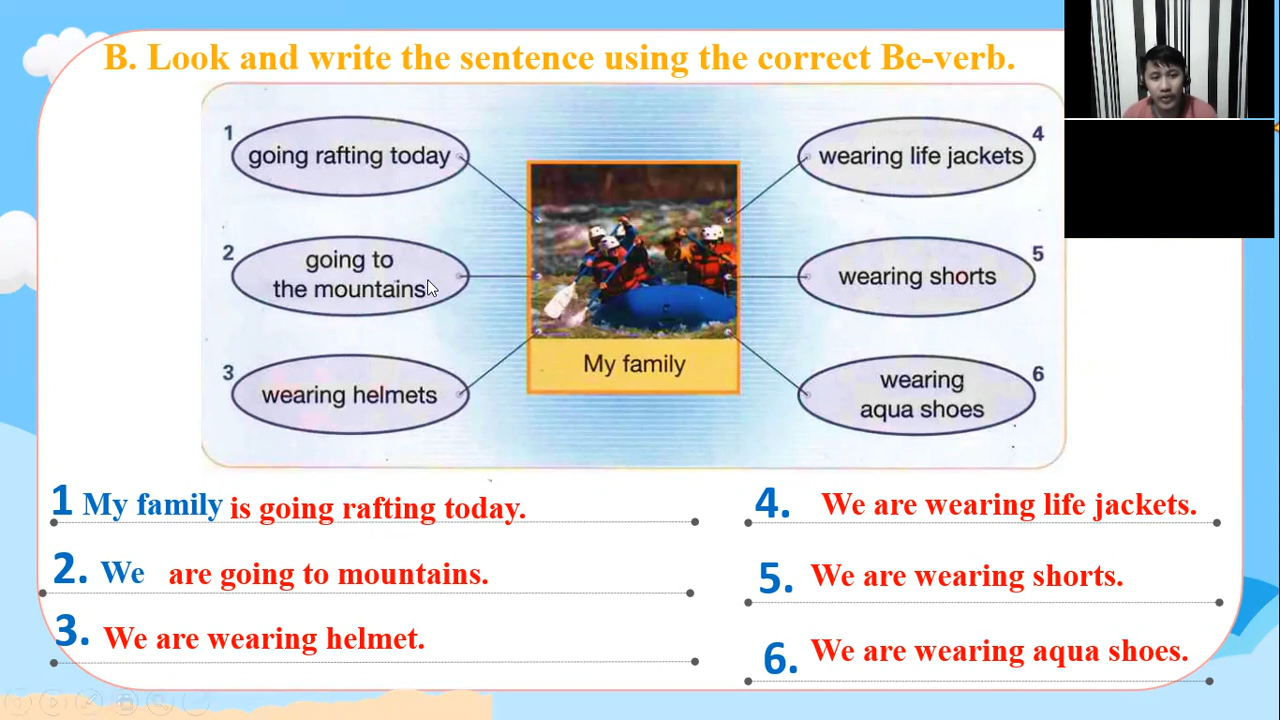 B. Look and write the sentence using the correct Be-verb.
1
going rafting today
2
going to
the mountains
3
wearing helmets
My family
4
wearing life jackets
5
wearing shorts
6
wearing
aqua shoes
1 My family is going rafting today.
2. We are going to mountains.
3. We are wearing helmet.
4. We are wearing life jackets.
5. We are wearing shorts.
6. We are wearing aqua shoes.